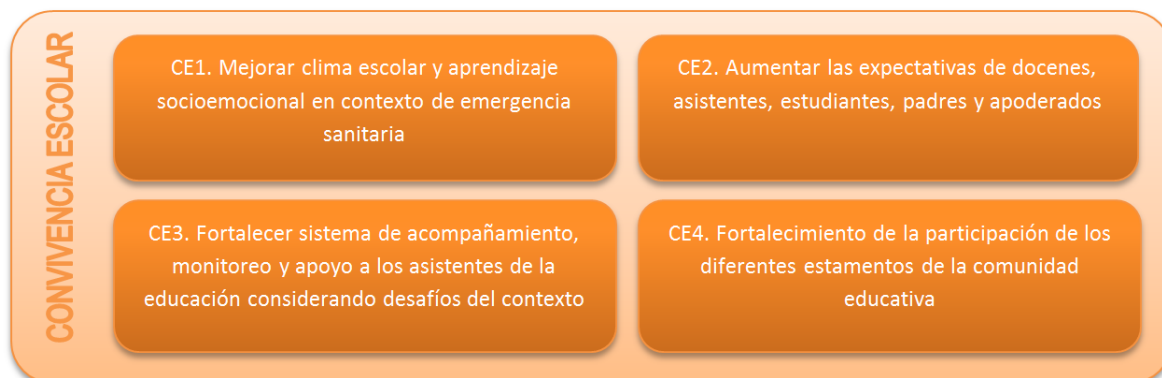 CONVIVENCIA ESCOLAR
CE1. Mejorar clima escolar y aprendizaje
socioemocional en contexto de emergencia
sanitaria
CE2. Aumentar las expectativas de docenes,
asistentes, estudiantes, padres y apoderados
CE3. Fortalecer sistema de acompañamiento,
monitoreo y apoyo a los asistentes de la
educación considerando desafíos del contexto
CE4. Fortalecimiento de la participación de los
diferentes estamentos de la comunidad
educativa